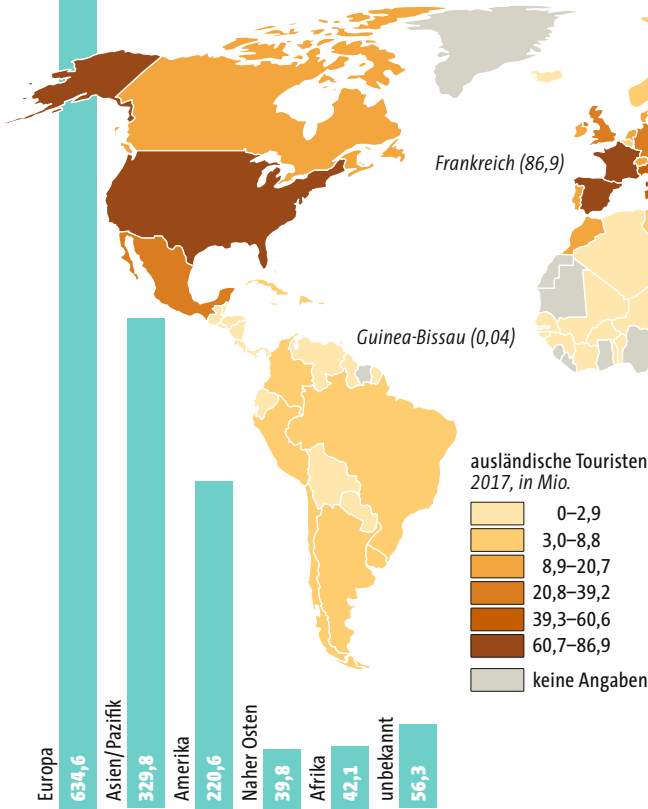 Frankreich (86,9)
Guinea-Bissau (0,04)
ausländische Touristen
2017, in Mio.
0–2,9
3,0–8,8
8,9–20,7
20,8–39,2
39,3–60,6
60,7–86,9
keine Angaben
Europa
634,6
Asien/Pazifik
329,8
Amerika
220,6
Naher Osten
39,8
Afrika
42,1
unbekannt
56,3